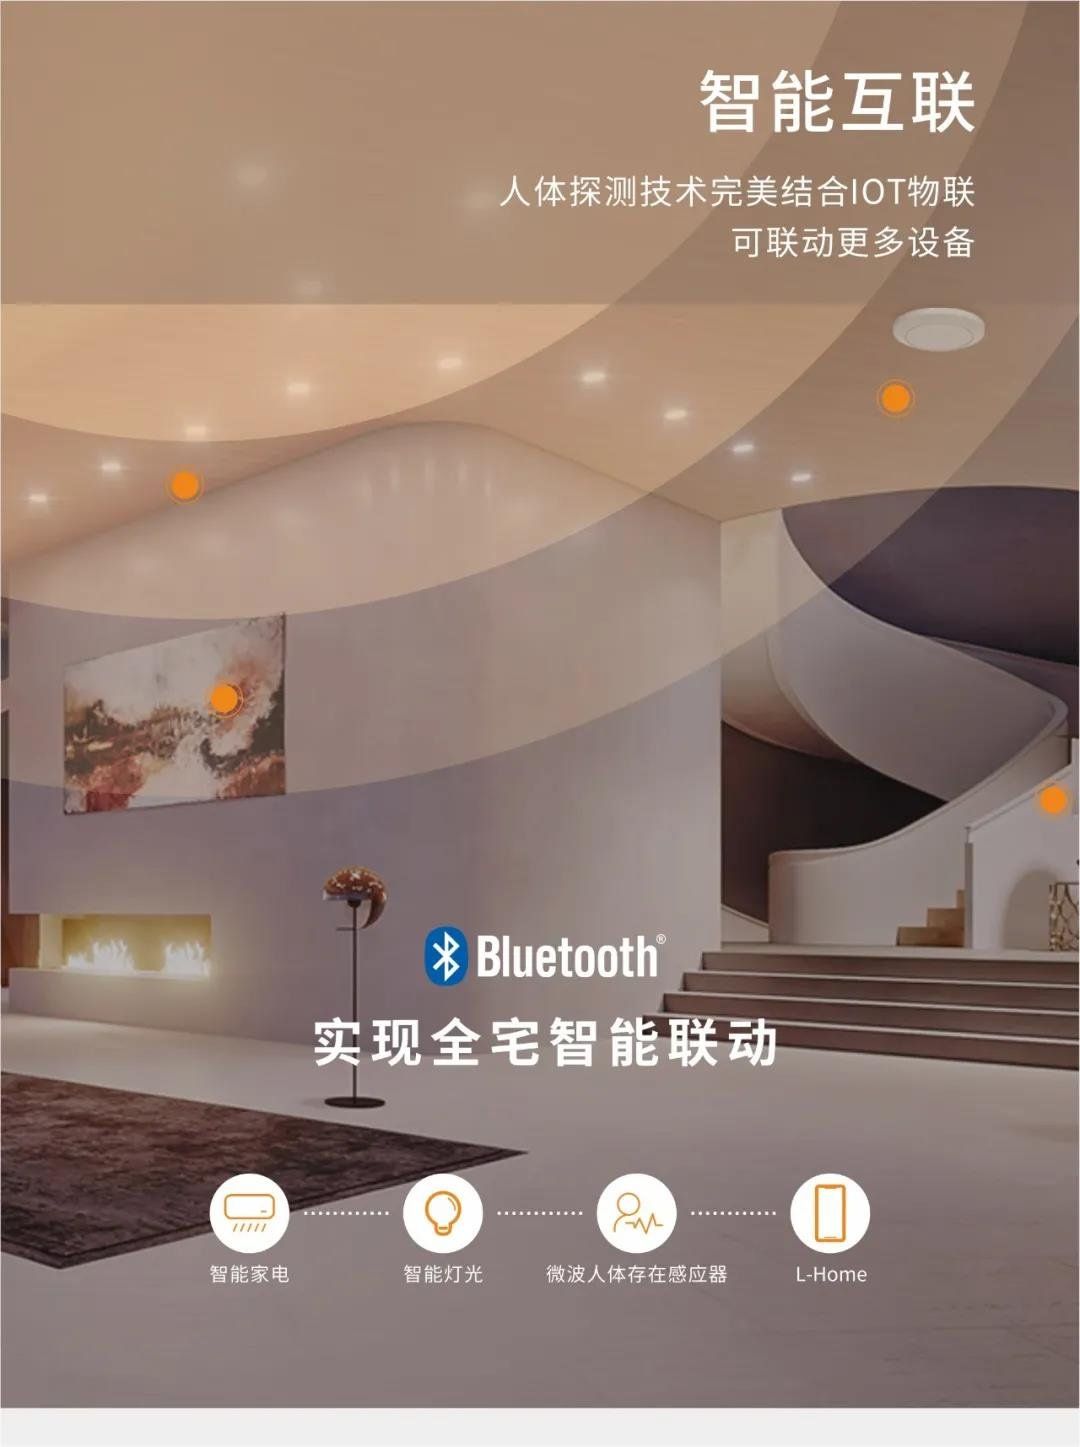 智能互联
人体探测技术完美结合IOT物联
可联动更多设备
Bluetooth®
实现全宅智能联动
智能家电
智能灯光
微波人体存在感应器
L-Home